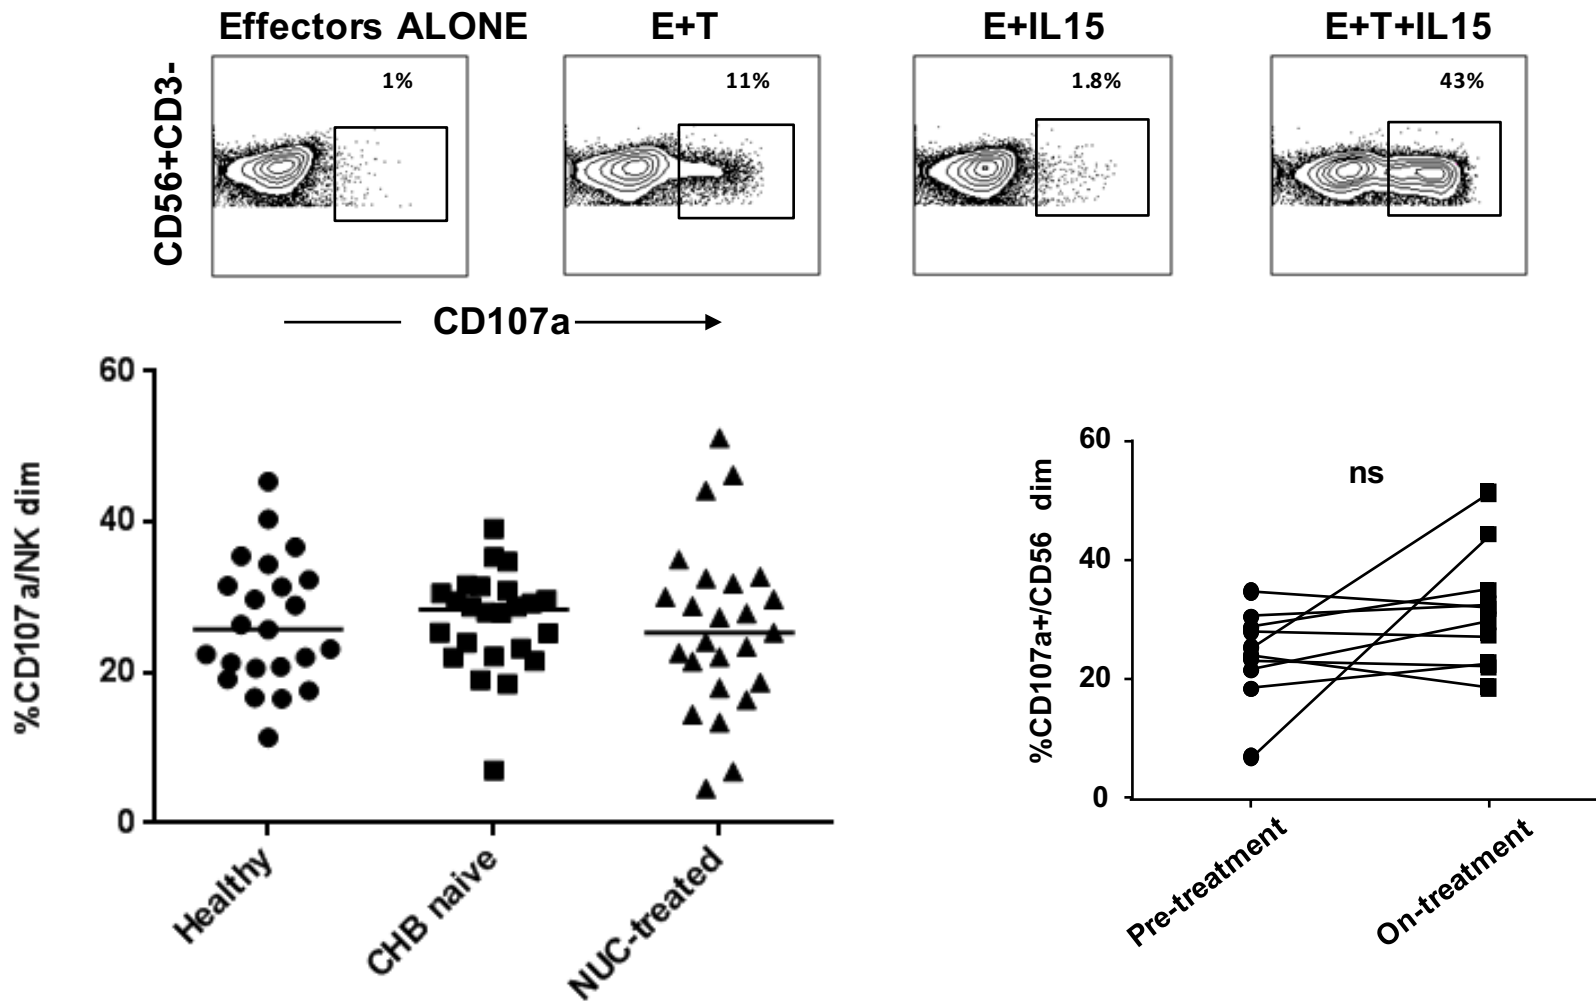 Effectors ALONE
E+T
E+IL15
E+T+IL15
CD56+CD3-
1%
11%
1.8%
43%
CD107a
%CD107a/NK dim
60
40
20
0
Healthy
CHB naive
NUC-treated
%CD107a+/CD56 dim
60
40
20
0
ns
Pre-treatment
On-treatment